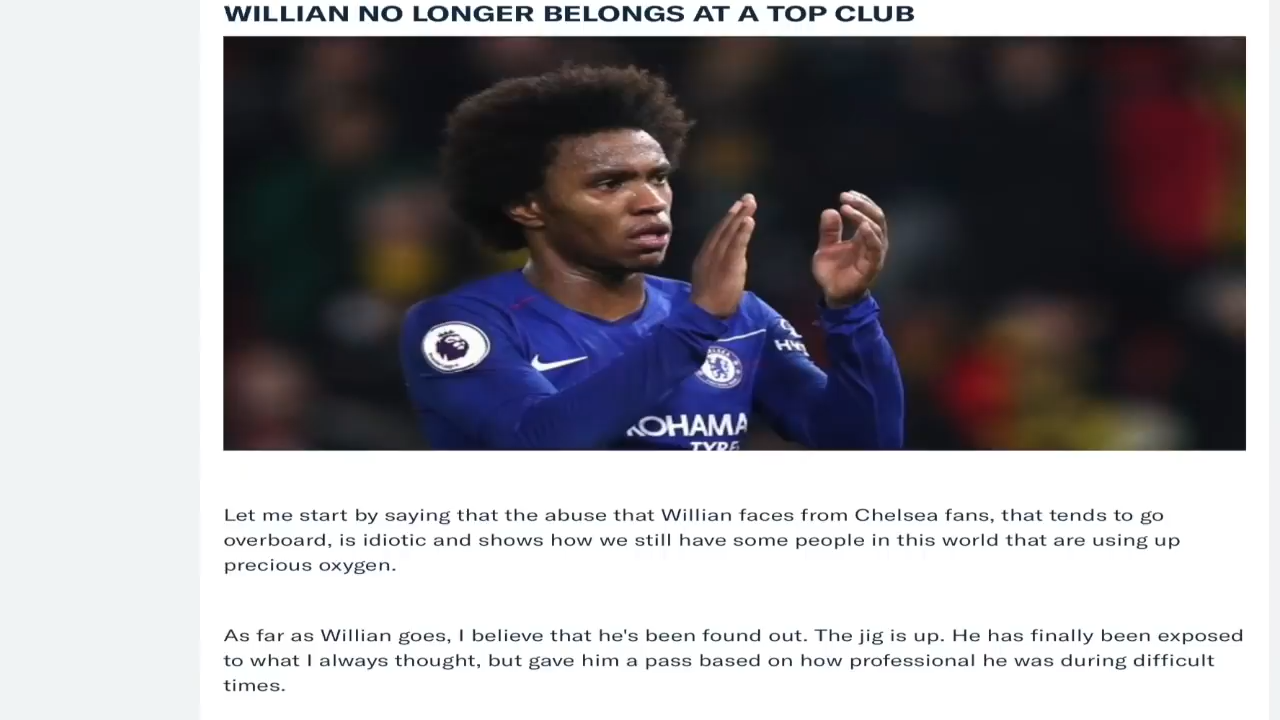 WILLIAN NO LONGER BELONGS AT A TOP CLUB
CHELSEA
OHAMA
TYRE
Let me start by saying that the abuse that Willian faces from Chelsea fans, that tends to go
overboard, is idiotic and shows how we still have some people in this world that are using up
precious oxygen.
As far as Willian goes, I believe that he's been found out. The jig is up. He has finally been exposed
to what I always thought, but gave him a pass based on how professional he was during difficult
times.